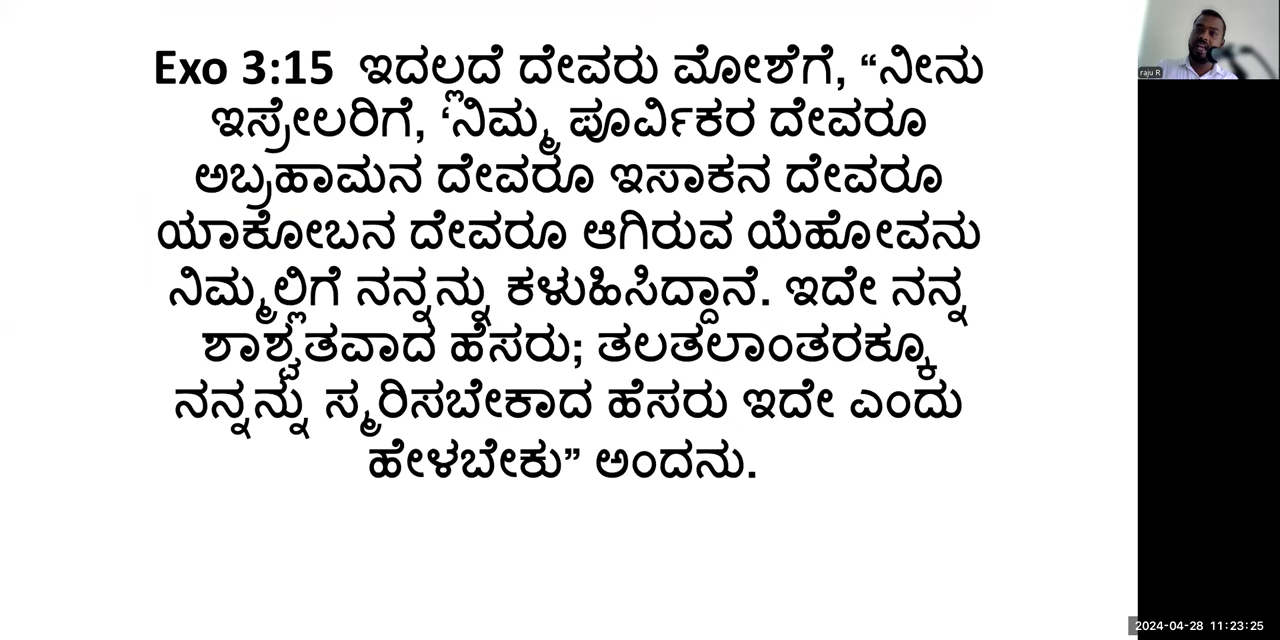 Exo 3:15 ಇದಲ್ಲದೆ ದೇವರು ಮೋಶೆಗೆ, “ನೀನು
ಇಸ್ರೇಲರಿಗೆ, ‘ನಿಮ್ಮ ಪೂರ್ವಿಕರ ದೇವರೂ
ಅಬ್ರಹಾಮನ ದೇವರೂ ಇಸಾಕನ ದೇವರೂ
ಯಾಕೋಬನ ದೇವರೂ ಆಗಿರುವ ಯೆಹೋವನು
ನಿಮ್ಮಲ್ಲಿಗೆ ನನ್ನನ್ನು ಕಳುಹಿಸಿದ್ದಾನೆ. ಇದೇ ನನ್ನ
ಶಾಶ್ವತವಾದ ಹೆಸರು; ತಲತಲಾಂತರಕ್ಕೂ
ನನ್ನನ್ನು ಸ್ಮರಿಸಬೇಕಾದ ಹೆಸರು ಇದೇ ಎಂದು
ಹೇಳಬೇಕು” ಅಂದನು.
raju R
2024-04-28 11:23:25